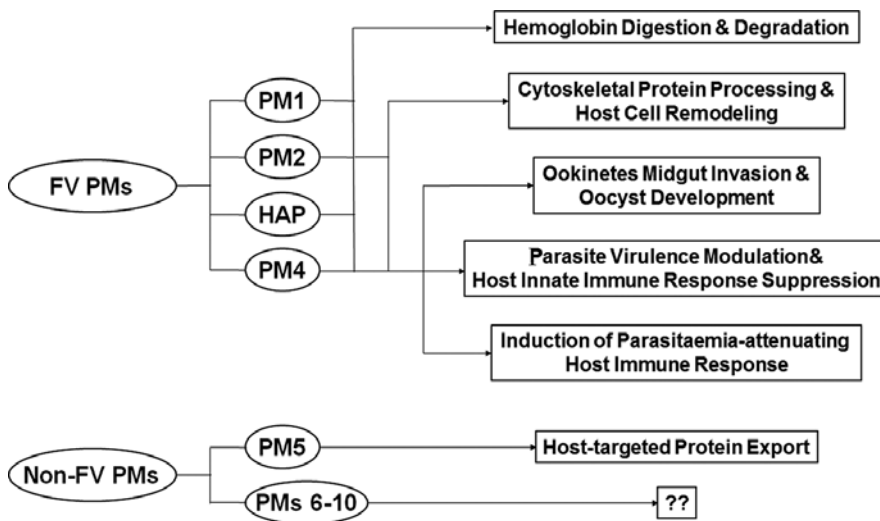 Hemoglobin Digestion & Degradation
PM1
Cytoskeletal Protein Processing &
Host Cell Remodeling
PM2
FV PMs
Ookinetes Midgut Invasion &
Oocyst Development
HAP
PM4
Parasite Virulence Modulation&
Host Innate Immune Response Suppression
Induction of Parasitaemia-attenuating
Host Immune Response
PM5
Host-targeted Protein Export
Non-FV PMs
PMs 6-10
??